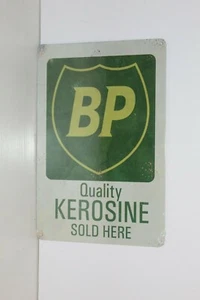 BP
Quality
KEROSINE
SOLD HERE